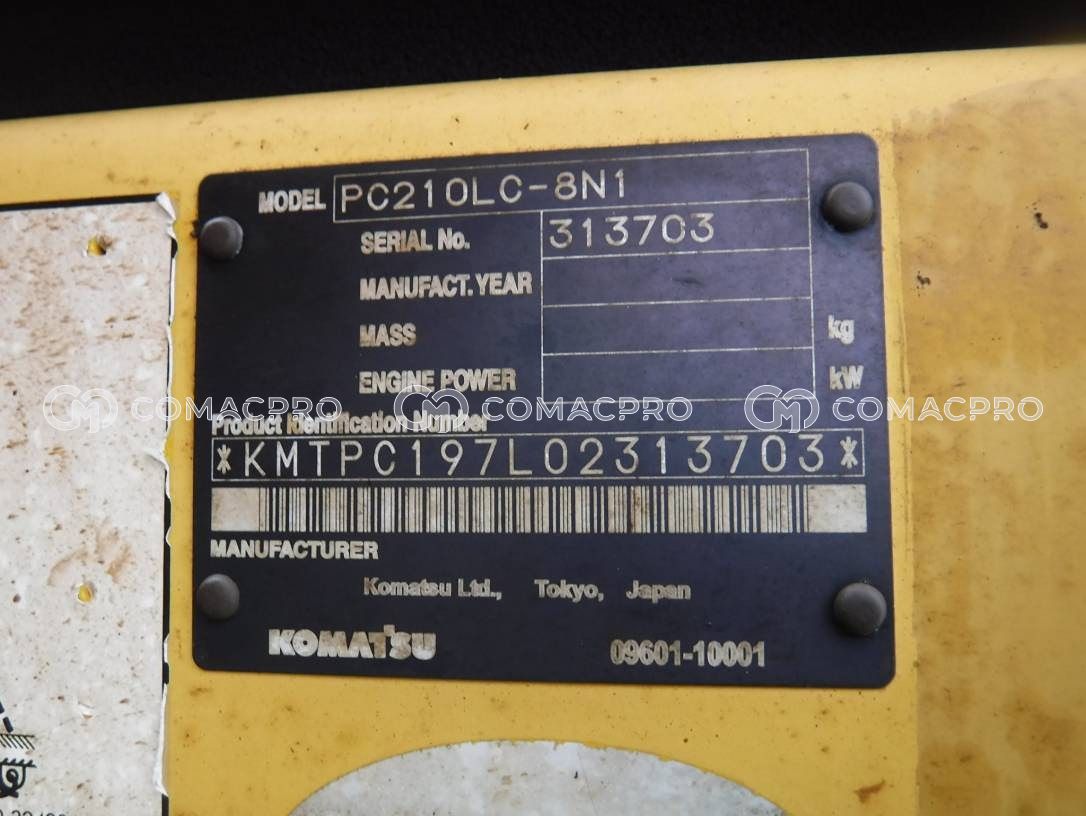 MODEL PC210LC-8N1
SERIAL No. 313703
MANUFACT.YEAR
MASS kg
ENGINE POWER kW
COMACPRO COMACPRO COMACPRO
Product Identification Number
*KMTPC197L02313703*
MANUFACTURER
Komatsu Ltd., Tokyo, Japan
KOMATSU 09601-10001